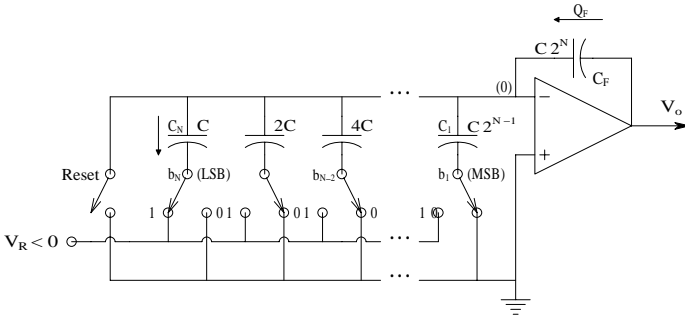 Q_F
C 2^N
C_F
(0)
...
−
+
V_o
C_N C 2C 4C C_1 C 2^{N-1}
Reset
b_N (LSB) b_{N-2} b_1 (MSB)
1 0 1 0 1 0 1 0
V_R < 0
...